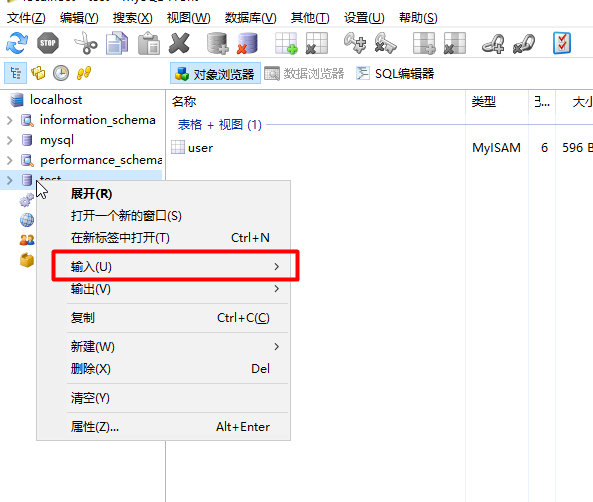 文件(Z) 编辑(Y) 搜索(X) 视图(W) 数据库(V) 其他(T) 设置(U) 帮助(S)
STOP
对象浏览器 数据浏览器 SQL编辑器
localhost
information_schema
mysql
performance_schema
test
名称 类型 大小
表格 + 视图 (1)
user MyISAM 6 596 B
展开(R)
打开一个新的窗口(S)
在新标签中打开(T) Ctrl+N
输入(U)
输出(V)
复制 Ctrl+C(C)
新建(W)
删除(X) Del
清空(Y)
属性(Z)... Alt+Enter